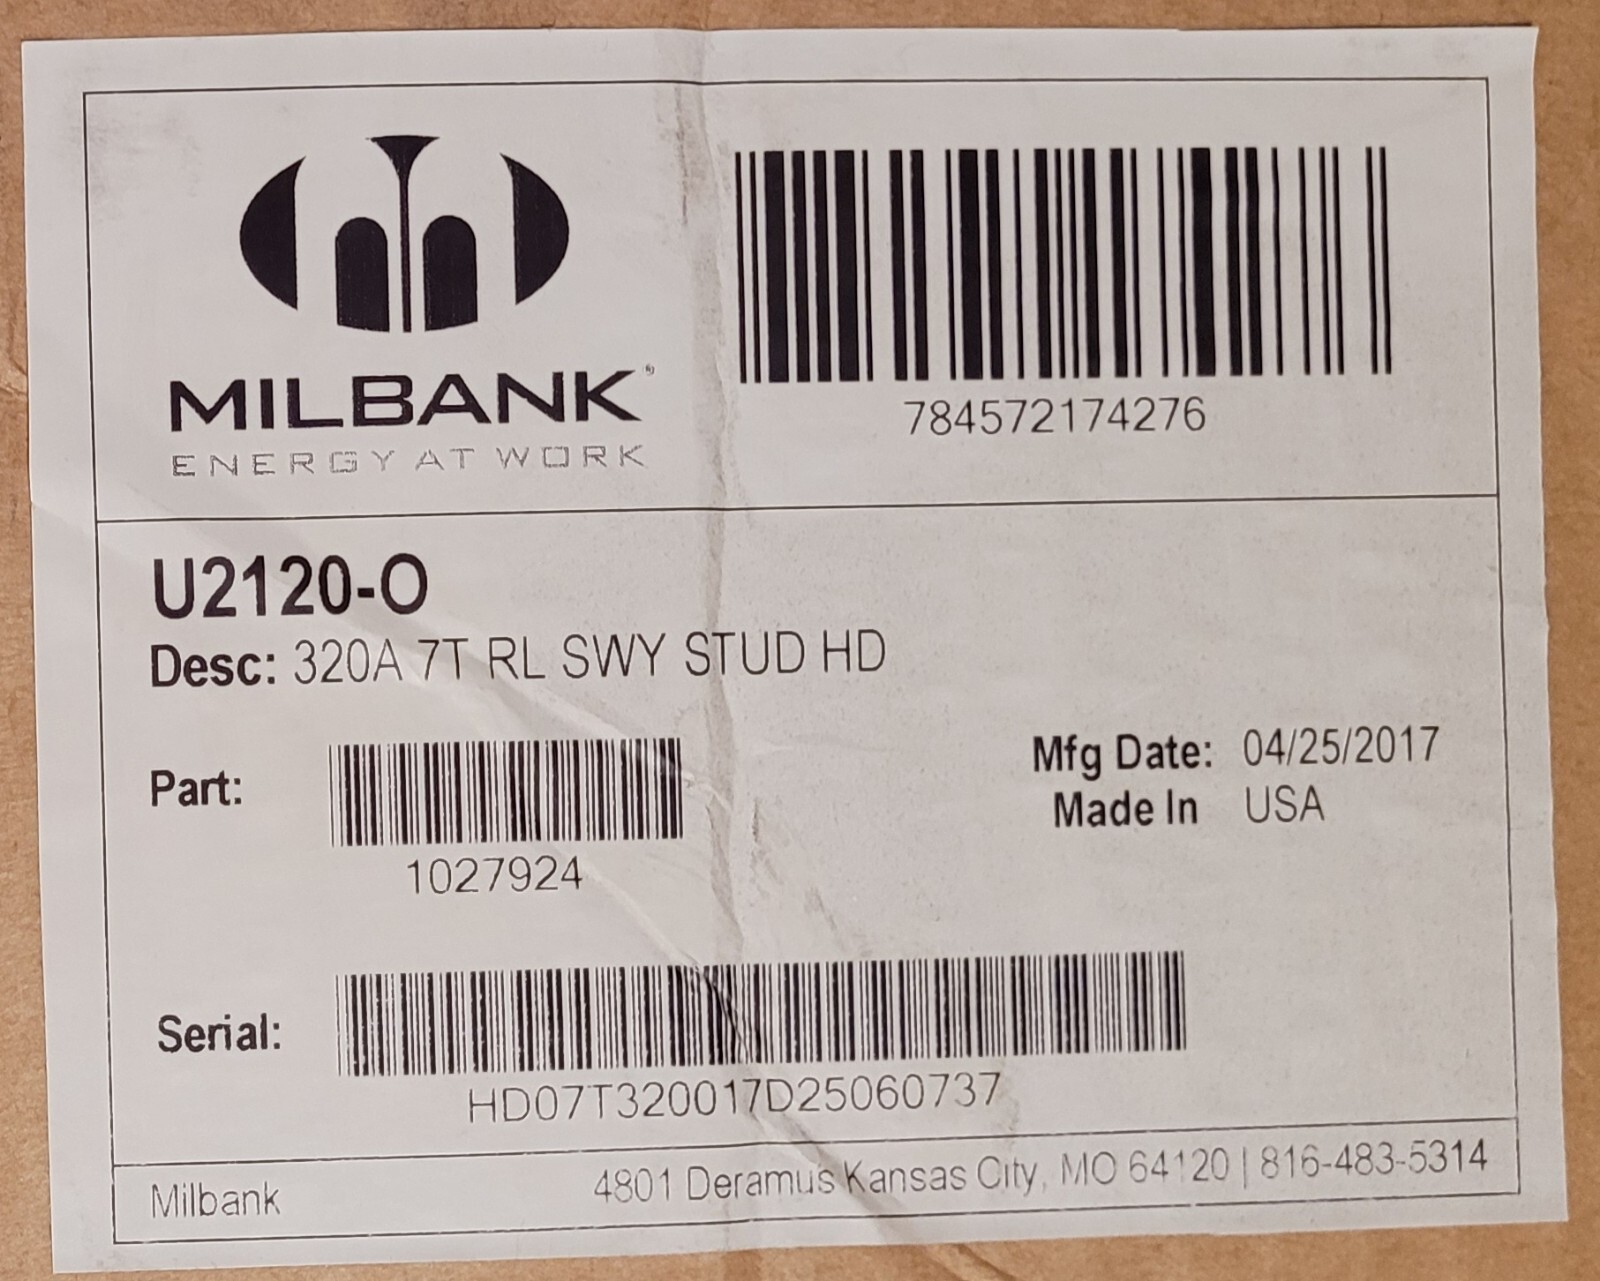 MILBANK®
ENERGY AT WORK
784572174276
U2120-O
Desc: 320A 7T RL SWY STUD HD
Part:
1027924
Mfg Date: 04/25/2017
Made In USA
Serial:
HD07T320017D25060737
Milbank
4801 Deramus Kansas City, MO 64120 | 816-483-5314